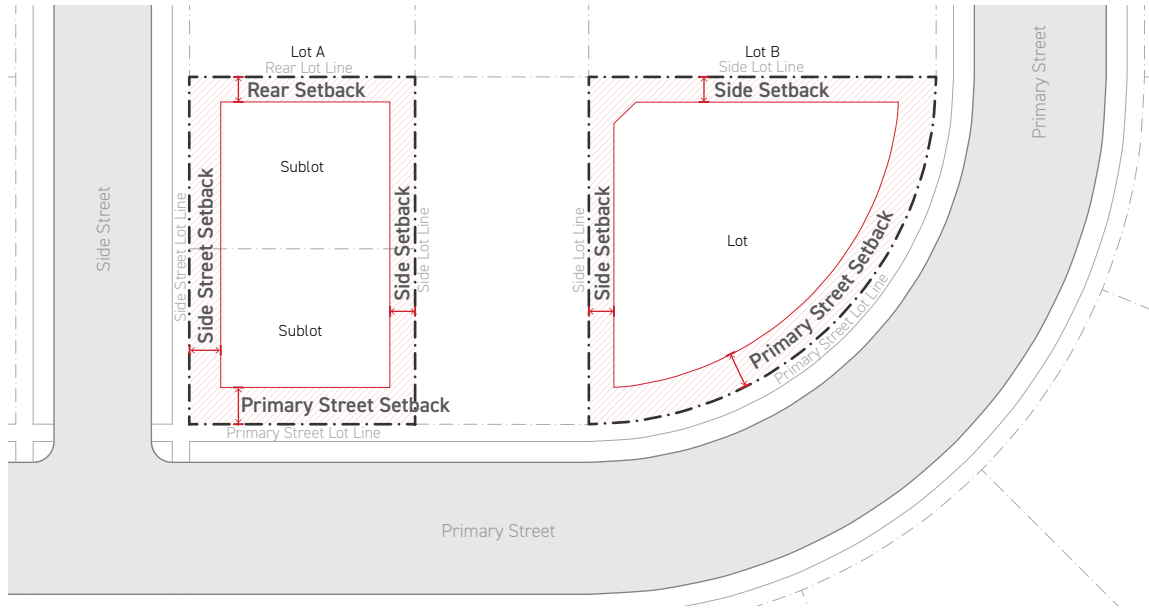 Lot A
Rear Lot Line
Rear Setback
Sublot
Sublot
Side Street
Side Street Lot Line
Side Street Setback
Side Setback
Side Lot Line
Primary Street Setback
Primary Street Lot Line
Lot B
Side Lot Line
Side Setback
Side Lot Line
Side Setback
Lot
Primary Street Setback
Primary Street Lot Line
Primary Street
Primary Street